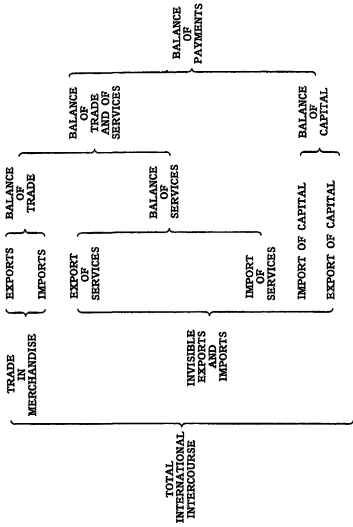 TOTAL
INTERNATIONAL
INTERCOURSE
TRADE
IN
MERCHANDISE
INVISIBLE
EXPORTS
AND
IMPORTS
EXPORTS
IMPORTS
EXPORT
OF
SERVICES
IMPORT
OF
SERVICES
IMPORT OF CAPITAL
EXPORT OF CAPITAL
BALANCE
OF
TRADE
BALANCE
OF
SERVICES
BALANCE
OF
TRADE
AND OF
SERVICES
BALANCE
OF
CAPITAL
BALANCE
OF
PAYMENTS